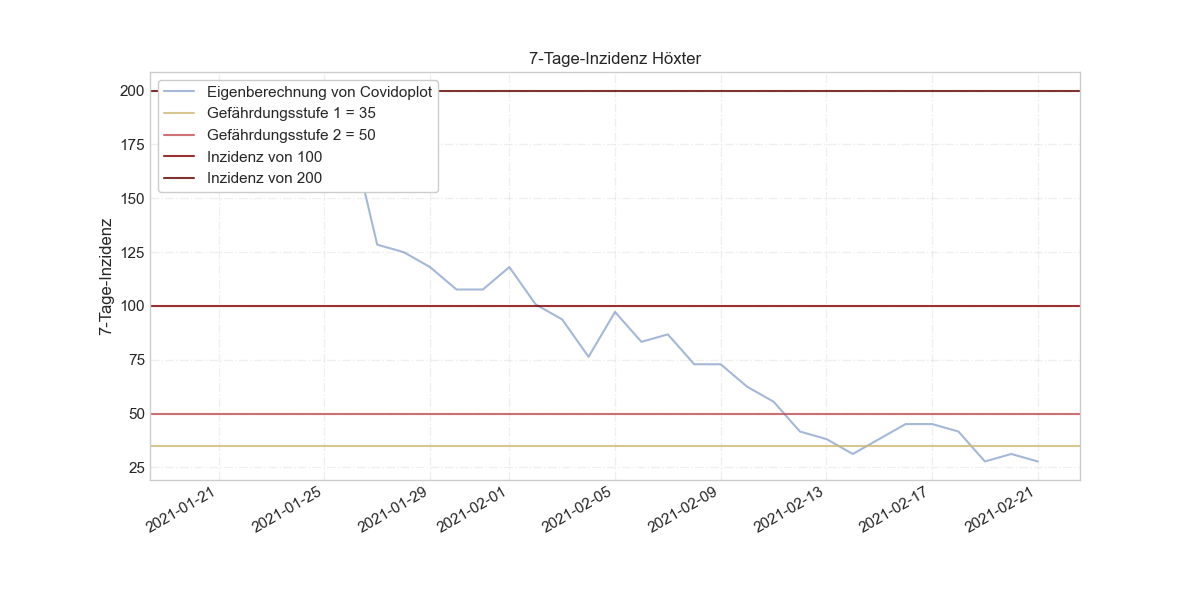 7-Tage-Inzidenz Höxter
200
175
150
125
100
75
50
25
7-Tage-Inzidenz
Eigenberechnung von Covidoplot
Gefährdungsstufe 1 = 35
Gefährdungsstufe 2 = 50
Inzidenz von 100
Inzidenz von 200
2021-01-21
2021-01-25
2021-01-29
2021-02-01
2021-02-05
2021-02-09
2021-02-13
2021-02-17
2021-02-21